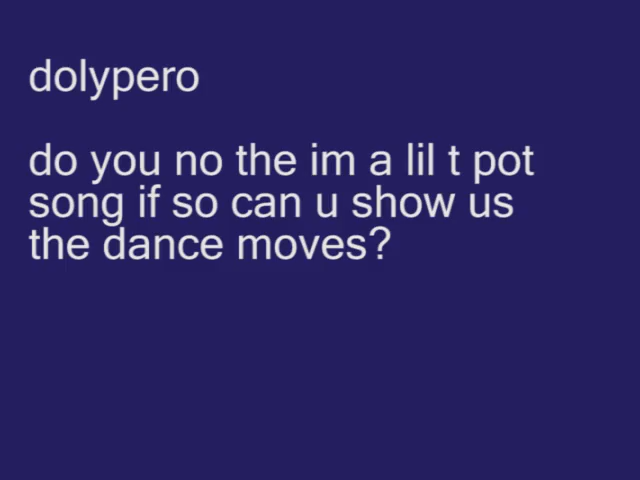 dolypero
do you no the im a lil t pot
song if so can u show us
the dance moves?